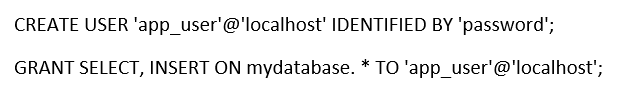 CREATE USER 'app_user'@'localhost' IDENTIFIED BY 'password';
GRANT SELECT, INSERT ON mydatabase. * TO 'app_user'@'localhost';